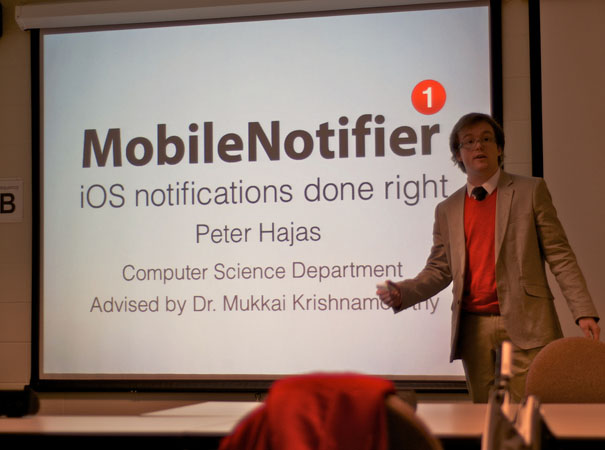 1
MobileNotifier
iOS notifications done right
Peter Hajas
Computer Science Department
Advised by Dr. Mukkai
B